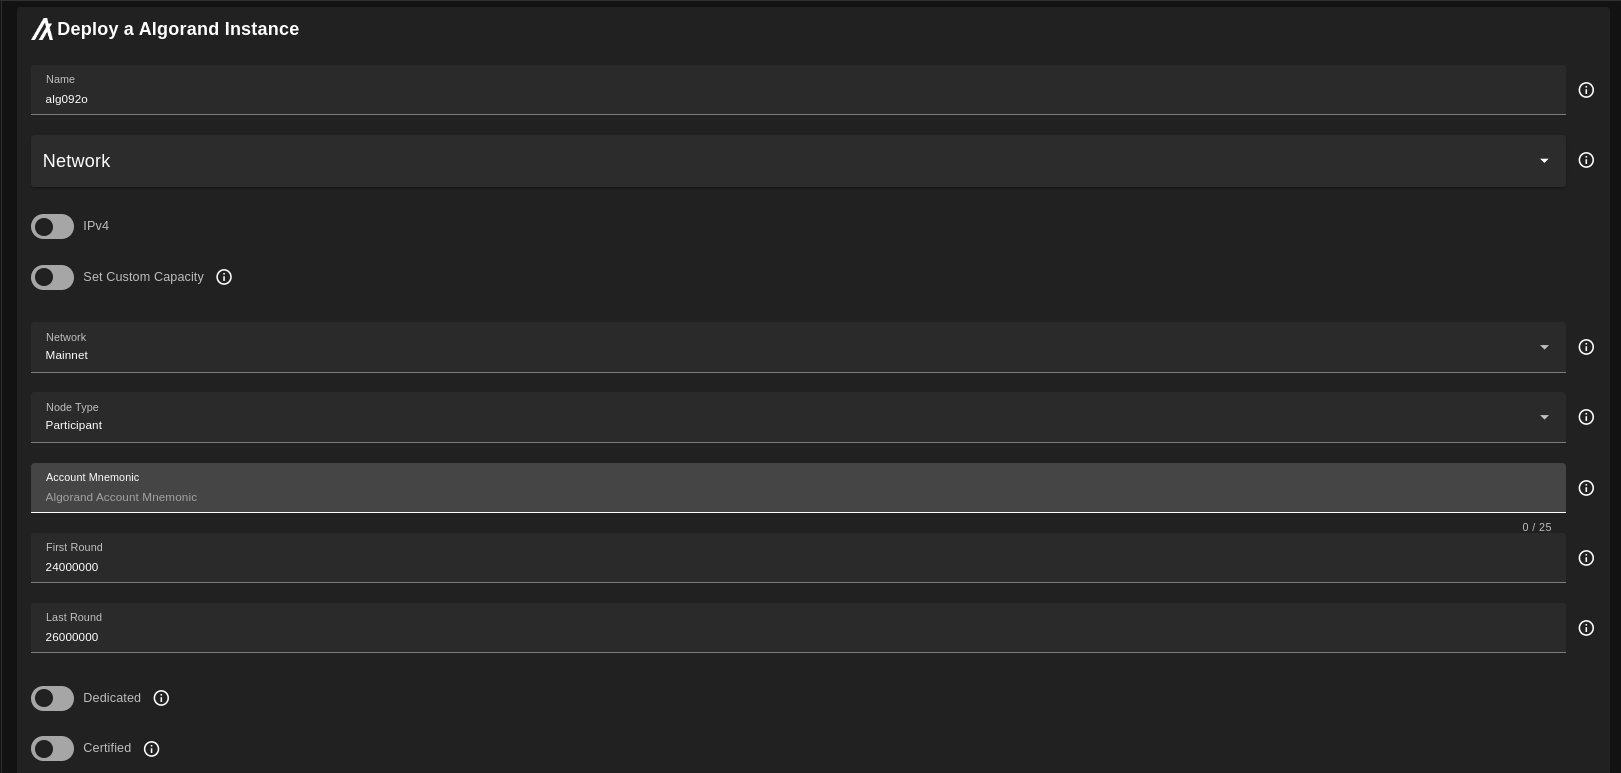 Deploy a Algorand Instance
Name
alg092o
Network
IPv4
Set Custom Capacity
Network
Mainnet
Node Type
Participant
Account Mnemonic
Algorand Account Mnemonic
0 / 25
First Round
24000000
Last Round
26000000
Dedicated
Certified